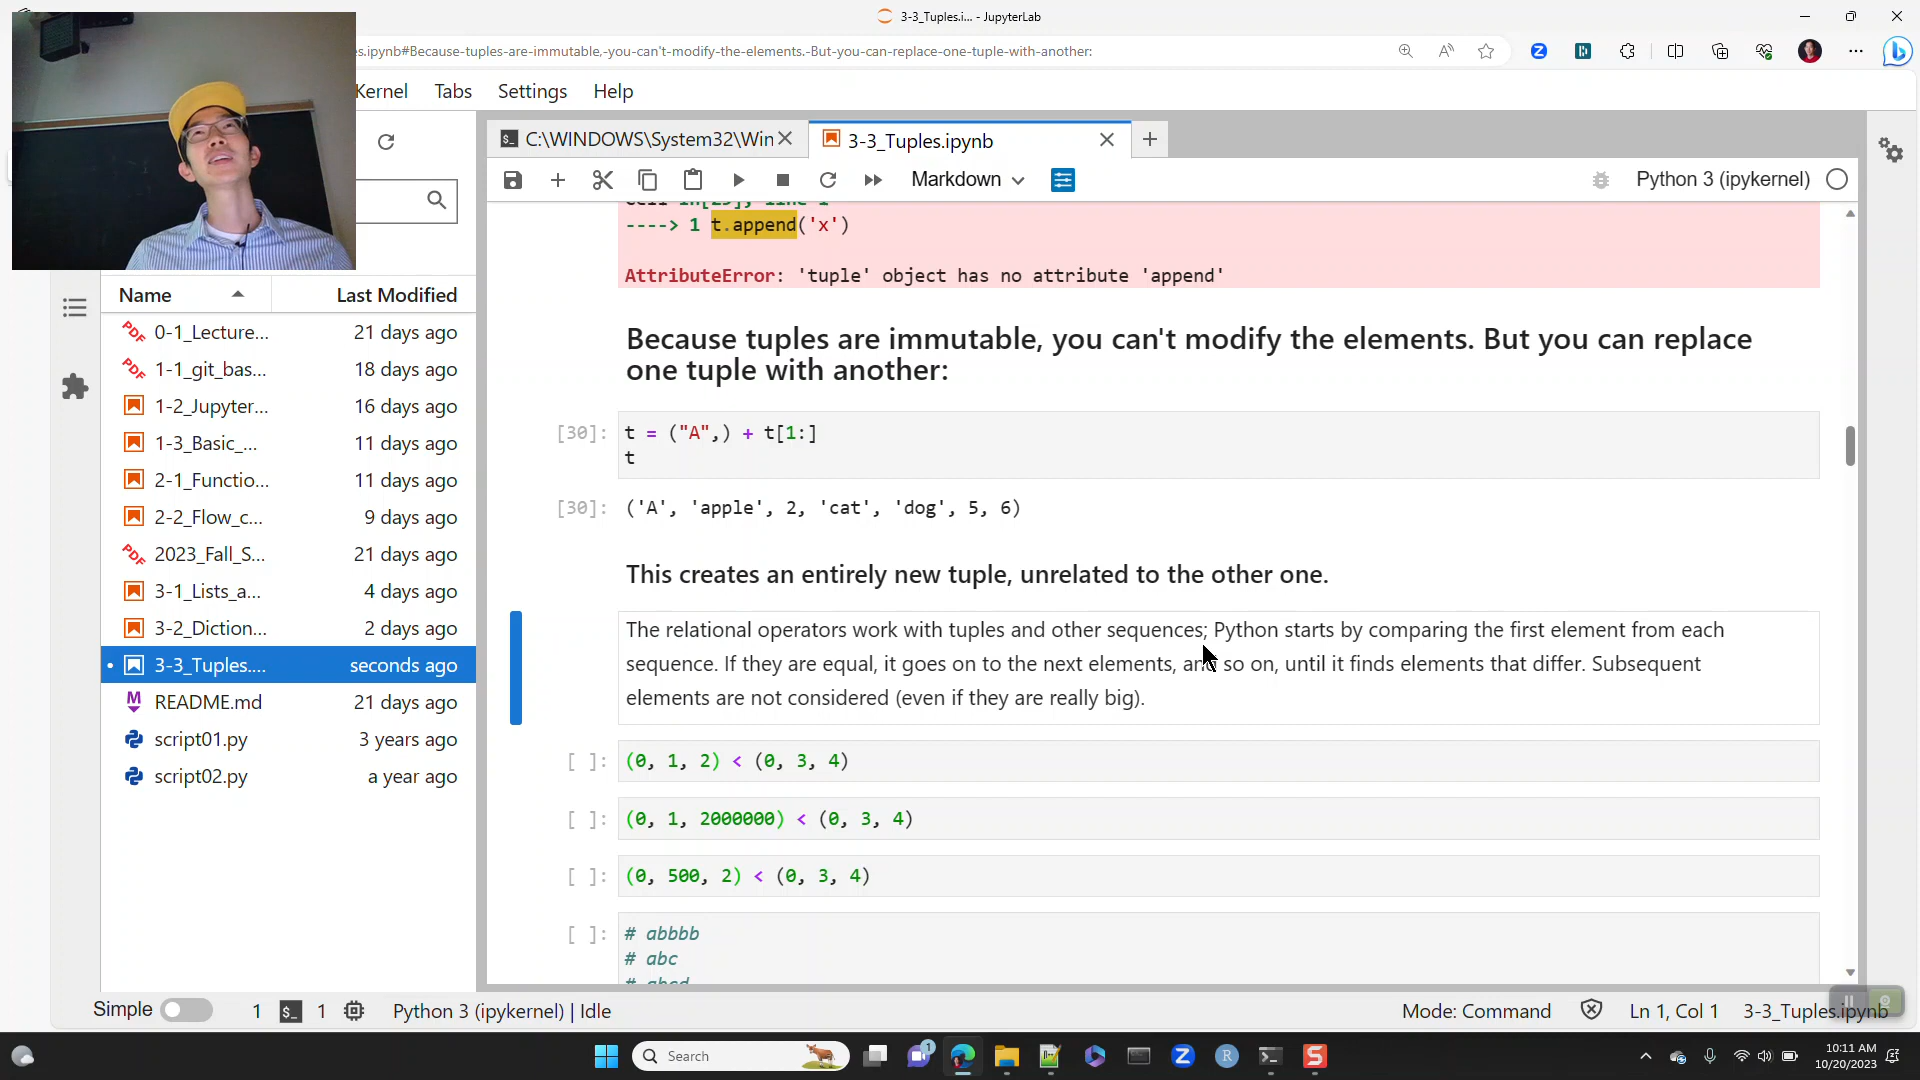 3-3_Tuples.i... - JupyterLab
s.ipynb#Because-tuples-are-immutable,-you-can't-modify-the-elements.-But-you-can-replace-one-tuple-with-another:
Kernel Tabs Settings Help
C:\WINDOWS\System32\Win
3-3_Tuples.ipynb
Markdown
Python 3 (ipykernel)
Name Last Modified
0-1_Lecture... 21 days ago
1-1_git_bas... 18 days ago
1-2_Jupyter... 16 days ago
1-3_Basic_... 11 days ago
2-1_Functio... 11 days ago
2-2_Flow_c... 9 days ago
2023_Fall_S... 21 days ago
3-1_Lists_a... 4 days ago
3-2_Diction... 2 days ago
3-3_Tuples.... seconds ago
README.md 21 days ago
script01.py 3 years ago
script02.py a year ago
----> 1 t.append('x')
AttributeError: 'tuple' object has no attribute 'append'
Because tuples are immutable, you can't modify the elements. But you can replace
one tuple with another:
[30]: t = ("A",) + t[1:]
t
[30]: ('A', 'apple', 2, 'cat', 'dog', 5, 6)
This creates an entirely new tuple, unrelated to the other one.
The relational operators work with tuples and other sequences; Python starts by comparing the first element from each
sequence. If they are equal, it goes on to the next elements, and so on, until it finds elements that differ. Subsequent
elements are not considered (even if they are really big).
[ ]: (0, 1, 2) < (0, 3, 4)
[ ]: (0, 1, 2000000) < (0, 3, 4)
[ ]: (0, 500, 2) < (0, 3, 4)
[ ]: # abbbb
# abc
# abcd
Simple 1 1 Python 3 (ipykernel) | Idle
Mode: Command Ln 1, Col 1 3-3_Tuples.ipynb
Search
10:11 AM
10/20/2023